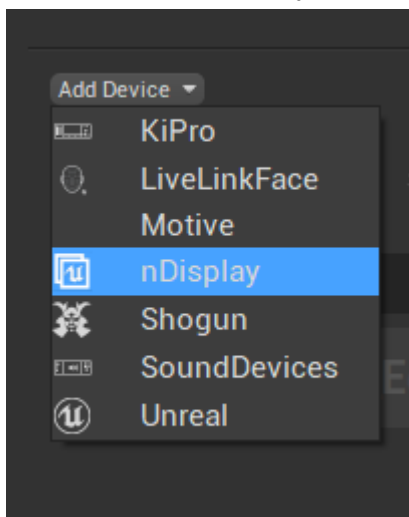 Add Device
KiPro
LiveLinkFace
Motive
nDisplay
Shogun
SoundDevices
Unreal